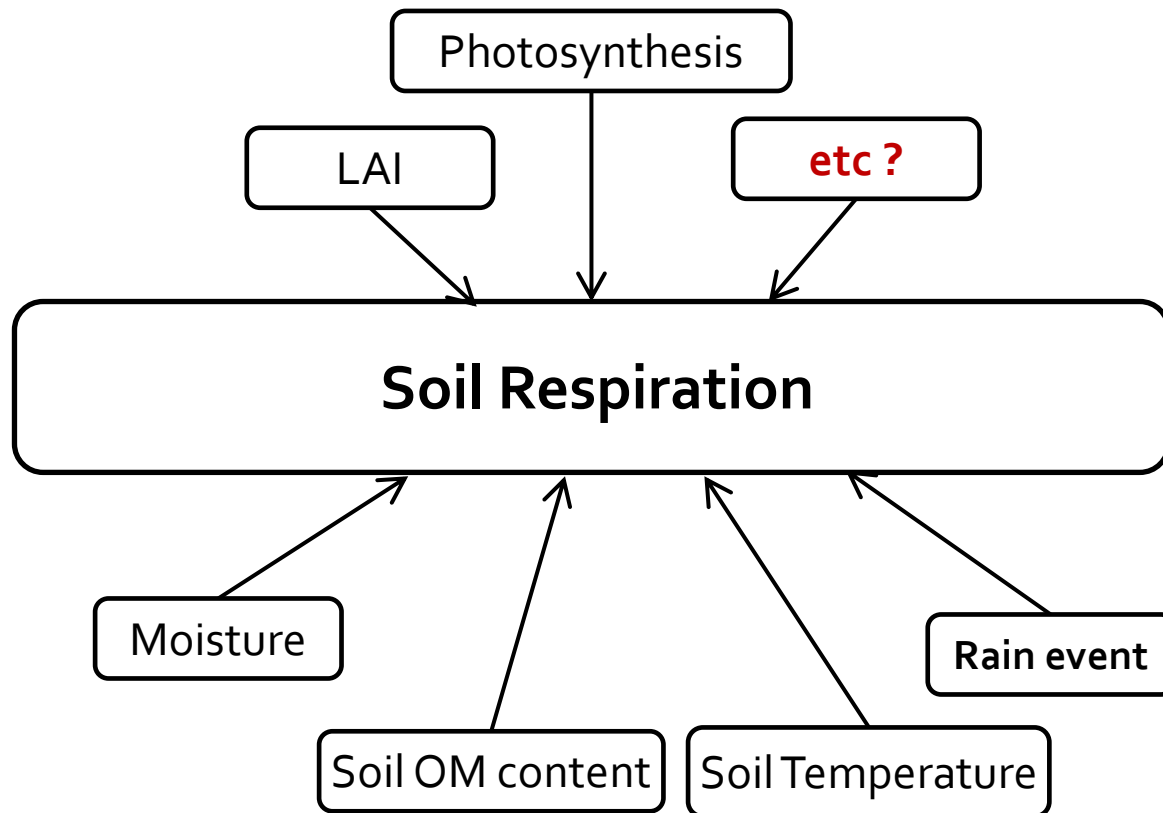 Photosynthesis
LAI
etc ?
Soil Respiration
Moisture
Rain event
Soil OM content
Soil Temperature